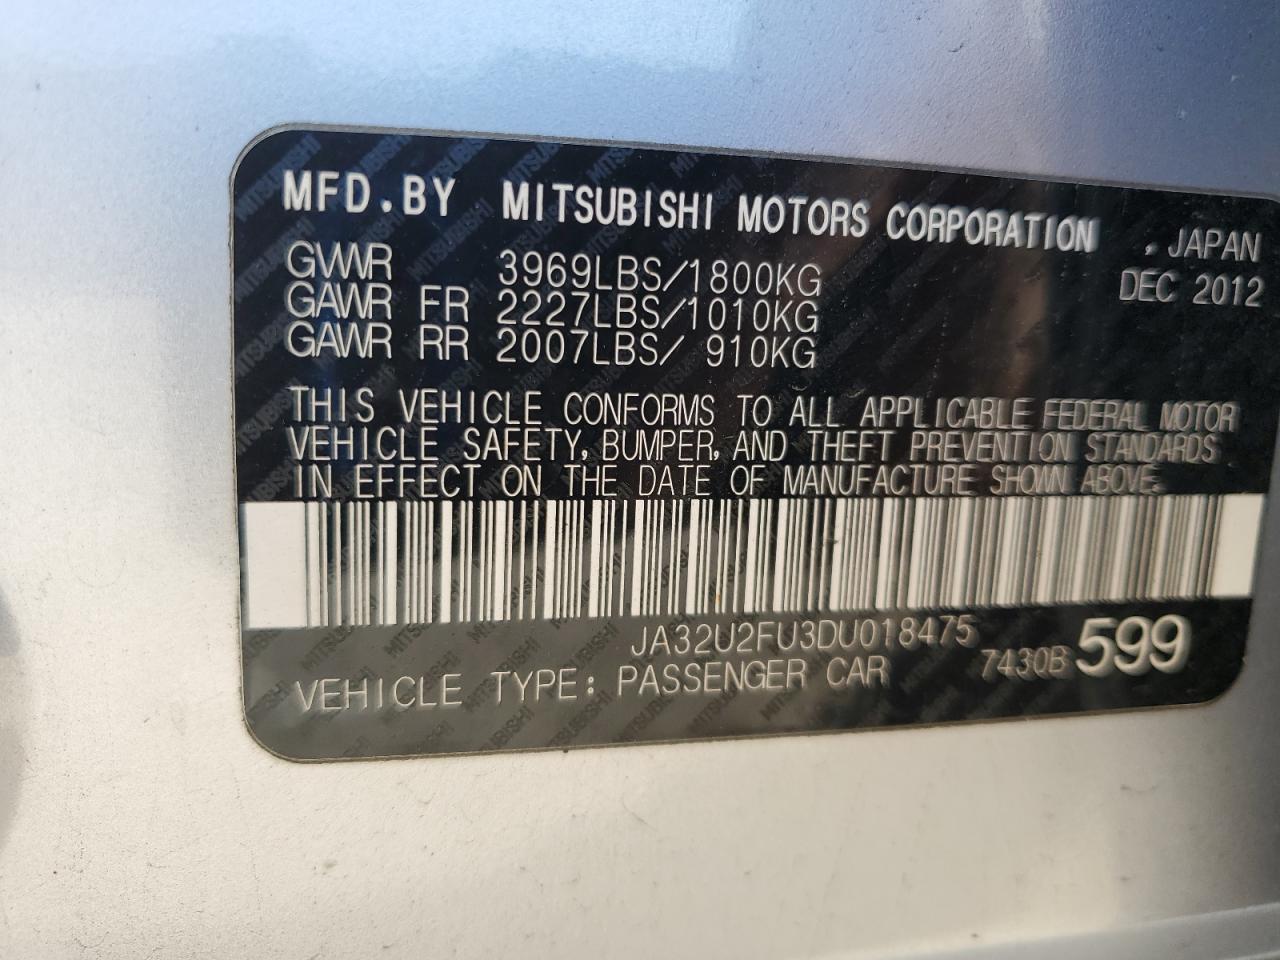 MFD.BY MITSUBISHI MOTORS CORPORATION , JAPAN
GVWR 3969LBS/1800KG DEC 2012
GAWR FR 2227LBS/1010KG
GAWR RR 2007LBS/ 910KG
THIS VEHICLE CONFORMS TO ALL APPLICABLE FEDERAL MOTOR
VEHICLE SAFETY, BUMPER, AND THEFT PREVENTION STANDARDS
IN EFFECT ON THE DATE OF MANUFACTURE SHOWN ABOVE.
JA32U2FU3DU018475
VEHICLE TYPE: PASSENGER CAR 7430B 599